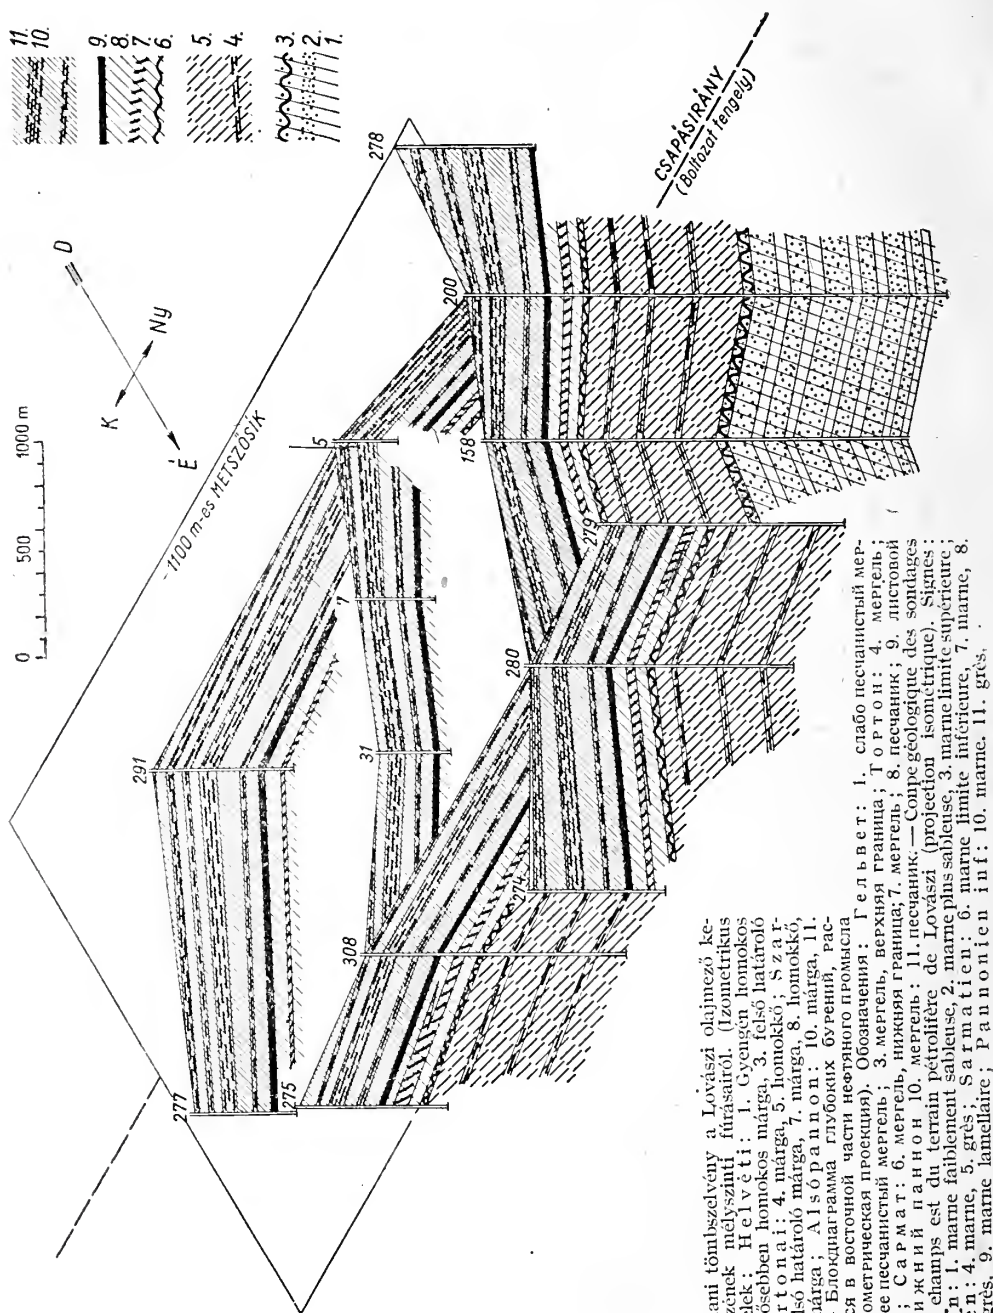 11.
10.
9.
8.
7.
6.
5.
4.
3.
2.
1.
0 500 1000 m
D
Ny
K
É
-1100 m-es METSZŐSÍK
278
200
5
158
219
7
280
291
31
274
308
277
275
CSAPÁSIRÁNY
(Boltozat tengely)
ani tömbszelvény a Lovászi olajmező ke-
zének mélyszinti fúrásairól. (Izometrikus
lek: Helvéti: 1. Gyengén homokos
ősebben homokos márga, 3. felső határoló
rtonai: 4. márga, 5. homokkő; Szar-
lsó határoló márga, 7. márga, 8. homokkő,
árga; Alsópannon: 10. márga, 11.
Блокдиаграмма глубоких бурений, рас-
ся в восточной части нефтяного промысла
ометрическая проекция). Обозначения: Гельвет: 1. слабо песчанистый мер-
ее песчанистый мергель; 3. мергель, верхняя граница; Тортон: 4. мергель;
; Сармат: 6. мергель, нижняя граница; 7. мергель; 8. песчаник; 9. листовой
ижний паннон 10. мергель: 11. песчаник. — Coupe géologique des sondages
champs est du terrain pétrolifère de Lovászi (projection isométrique). Signes:
n: 1. marne faiblement sableuse, 2. marne plus sableuse, 3. marne limite supérieure;
n: 4. marne, 5. grès; Sarmatien: 6. marne limite inférieure, 7. marne, 8.
grès, 9. marne lamellaire; Pannonien inf: 10. marne. 11. grès.